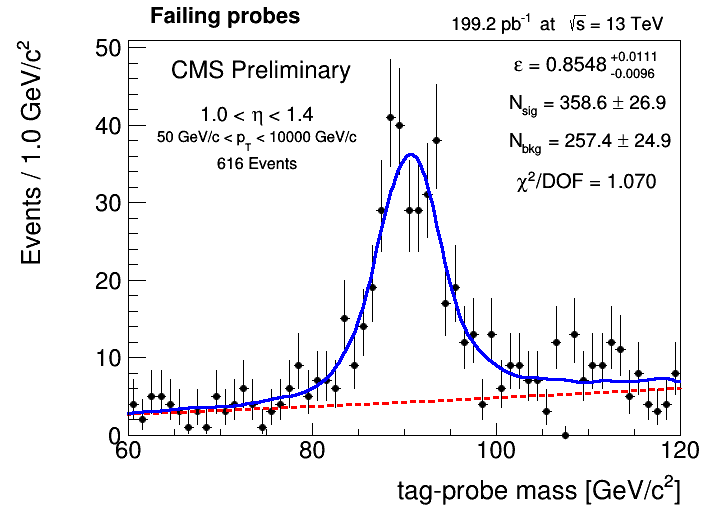 Failing probes
199.2 pb⁻¹ at √s = 13 TeV
CMS Preliminary
1.0 < η < 1.4
50 GeV/c < p_T < 10000 GeV/c
616 Events
ε = 0.8548 +0.0111 -0.0096
N_sig = 358.6 ± 26.9
N_bkg = 257.4 ± 24.9
χ²/DOF = 1.070
Events / 1.0 GeV/c²
50
40
30
20
10
0
60 80 100 120
tag-probe mass [GeV/c²]